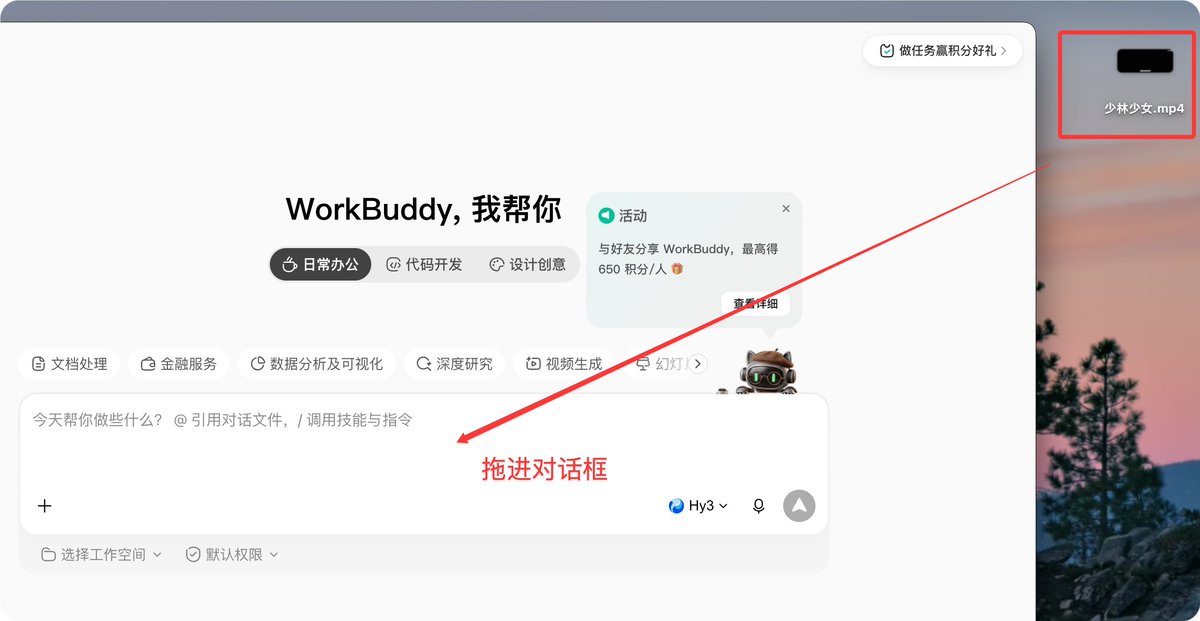 做任务赢积分好礼
少林少女.mp4
WorkBuddy, 我帮你
日常办公 代码开发 设计创意
活动
与好友分享 WorkBuddy，最高得
650 积分/人
查看详细
文档处理 金融服务 数据分析及可视化 深度研究 视频生成 幻灯
今天帮你做些什么？ @ 引用对话文件，/ 调用技能与指令
拖进对话框
Hy3
选择工作空间 默认权限